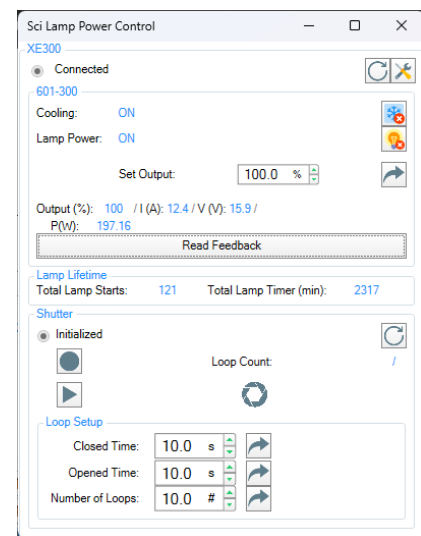 Sci Lamp Power Control
XE300
Connected
601-300
Cooling: ON
Lamp Power: ON
Set Output: 100.0 %
Output (%): 100 / I (A): 12.4 / V (V): 15.9 /
P(W): 197.16
Read Feedback
Lamp Lifetime
Total Lamp Starts: 121 Total Lamp Timer (min): 2317
Shutter
Initialized
Loop Count: /
Loop Setup
Closed Time: 10.0 s
Opened Time: 10.0 s
Number of Loops: 10.0 #